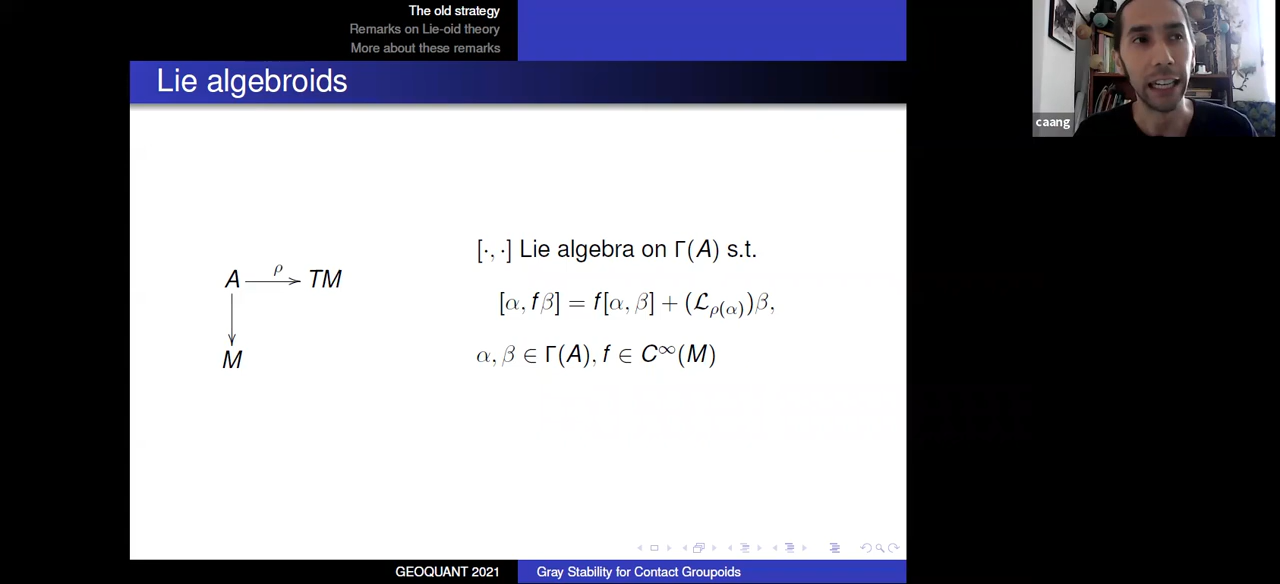 The old strategy
Remarks on Lie-oid theory
More about these remarks
Lie algebroids
caang
[·, ·] Lie algebra on Γ(A) s.t.
A ρ TM
[α, fβ] = f[α, β] + (ℒ_{ρ(α)})β,
M
α, β ∈ Γ(A), f ∈ C^∞(M)
GEOQUANT 2021
Gray Stability for Contact Groupoids